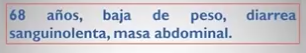 68 años, baja de peso, diarrea
sanguinolenta, masa abdominal.